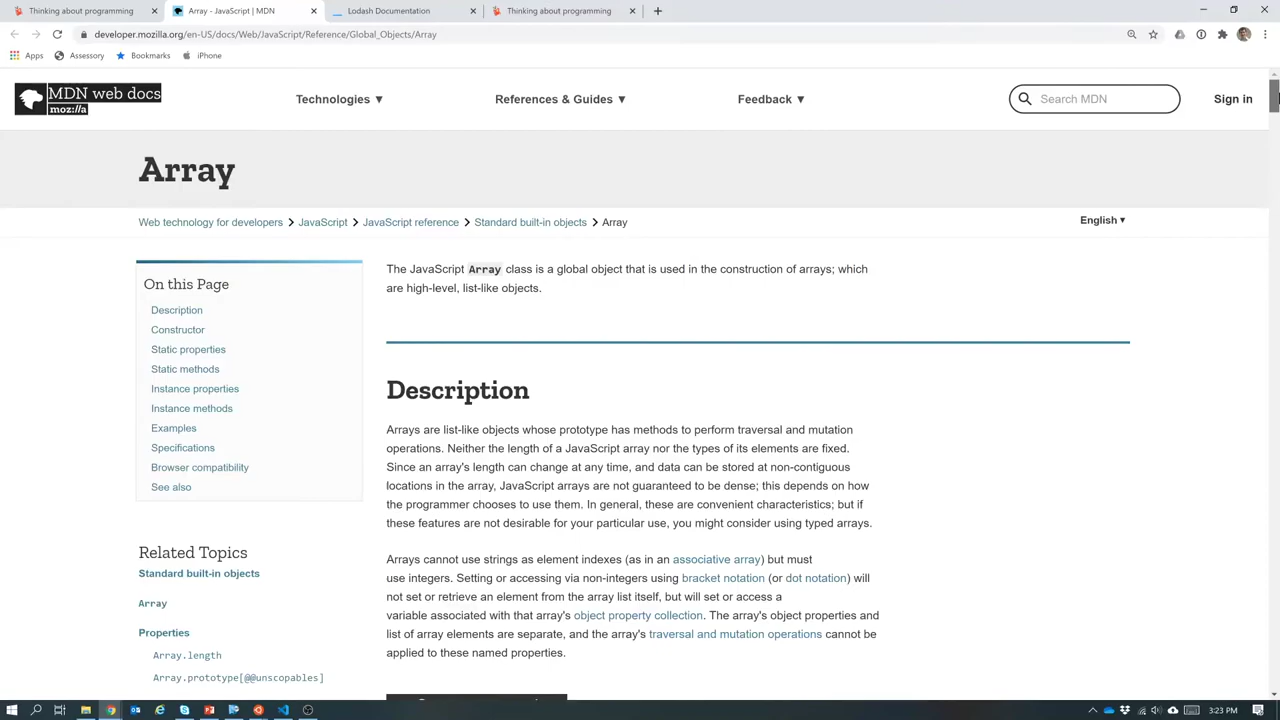 Thinking about programming
Array - JavaScript | MDN
Lodash Documentation
Thinking about programming
developer.mozilla.org/en-US/docs/Web/JavaScript/Reference/Global_Objects/Array
Apps
Assessory
Bookmarks
iPhone
MDN web docs
moz://a
Technologies ▼
References & Guides ▼
Feedback ▼
Search MDN
Sign in
Array
Web technology for developers > JavaScript > JavaScript reference > Standard built-in objects > Array
English ▼
On this Page
Description
Constructor
Static properties
Static methods
Instance properties
Instance methods
Examples
Specifications
Browser compatibility
See also
Related Topics
Standard built-in objects
Array
Properties
Array.length
Array.prototype[@@unscopables]
The JavaScript Array class is a global object that is used in the construction of arrays; which
are high-level, list-like objects.
Description
Arrays are list-like objects whose prototype has methods to perform traversal and mutation
operations. Neither the length of a JavaScript array nor the types of its elements are fixed.
Since an array's length can change at any time, and data can be stored at non-contiguous
locations in the array, JavaScript arrays are not guaranteed to be dense; this depends on how
the programmer chooses to use them. In general, these are convenient characteristics; but if
these features are not desirable for your particular use, you might consider using typed arrays.
Arrays cannot use strings as element indexes (as in an associative array) but must
use integers. Setting or accessing via non-integers using bracket notation (or dot notation) will
not set or retrieve an element from the array list itself, but will set or access a
variable associated with that array's object property collection. The array's object properties and
list of array elements are separate, and the array's traversal and mutation operations cannot be
applied to these named properties.
3:23 PM